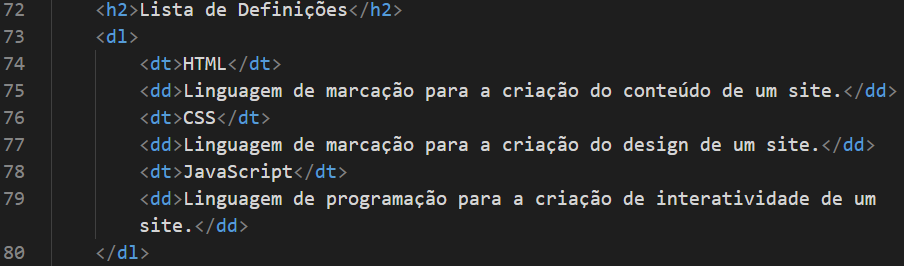 72 <h2>Lista de Definições</h2>
73 <dl>
74 <dt>HTML</dt>
75 <dd>Linguagem de marcação para a criação do conteúdo de um site.</dd>
76 <dt>CSS</dt>
77 <dd>Linguagem de marcação para a criação do design de um site.</dd>
78 <dt>JavaScript</dt>
79 <dd>Linguagem de programação para a criação de interatividade de um
site.</dd>
80 </dl>